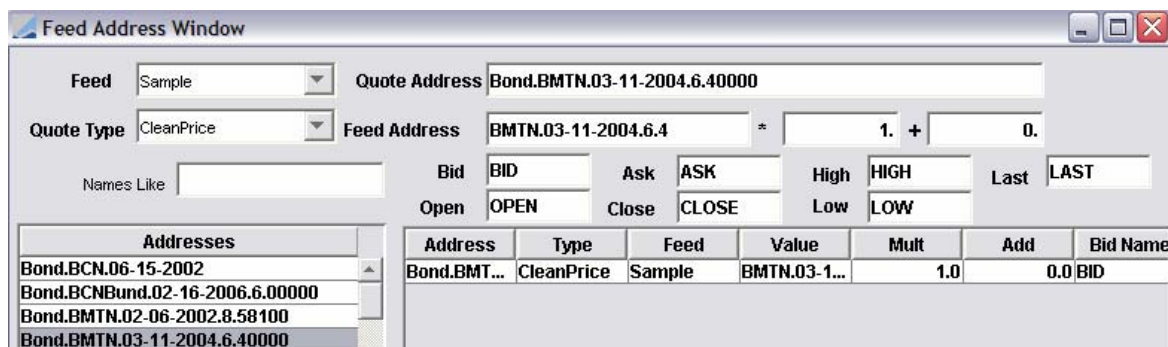 Feed Address Window
Feed Sample Quote Address Bond.BMTN.03-11-2004.6.40000
Quote Type CleanPrice Feed Address BMTN.03-11-2004.6.4 * 1. + 0.
Names Like Bid BID Ask ASK High HIGH Last LAST
Open OPEN Close CLOSE Low LOW
Addresses Address Type Feed Value Mult Add Bid Name
Bond.BCN.06-15-2002 Bond.BMT... CleanPrice Sample BMTN.03-1... 1.0 0.0 BID
Bond.BCNBund.02-16-2006.6.00000
Bond.BMTN.02-06-2002.8.58100
Bond.BMTN.03-11-2004.6.40000